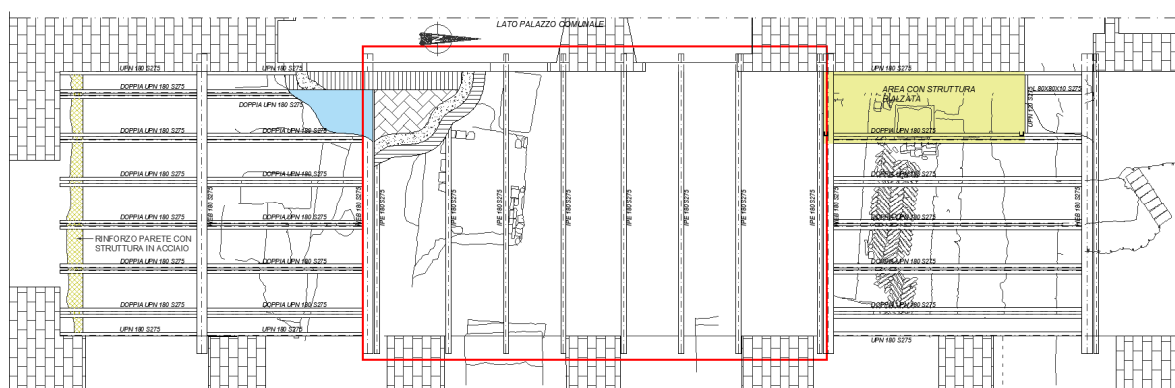 LATO PALAZZO COMUNALE
UPN 180 S275
UPN 180 S275
UPN 180 S275
DOPPIA UPN 180 S275
DOPPIA UPN 180 S275
AREA CON STRUTTURA
RIALZATA
L 80X80X10 S275
UPN 120 S275
DOPPIA UPN 180 S275
DOPPIA UPN 180 S275
DOPPIA UPN 180 S275
DOPPIA UPN 180 S275
DOPPIA UPN 180 S275
DOPPIA UPN 180 S275
HEB 180 S275
HEB 180 S275
IPE 180 S275
IPE 180 S275
IPE 180 S275
IPE 180 S275
IPE 180 S275
IPE 180 S275
IPE 180 S275
HEB 180 S275
HEB 180 S275
DOPPIA UPN 180 S275
DOPPIA UPN 180 S275
DOPPIA UPN 180 S275
RINFORZO PARETE CON
STRUTTURA IN ACCIAIO
DOPPIA UPN 180 S275
DOPPIA UPN 180 S275
DOPPIA UPN 180 S275
DOPPIA UPN 180 S275
DOPPIA UPN 180 S275
DOPPIA UPN 180 S275
UPN 180 S275
UPN 180 S275
UPN 180 S275